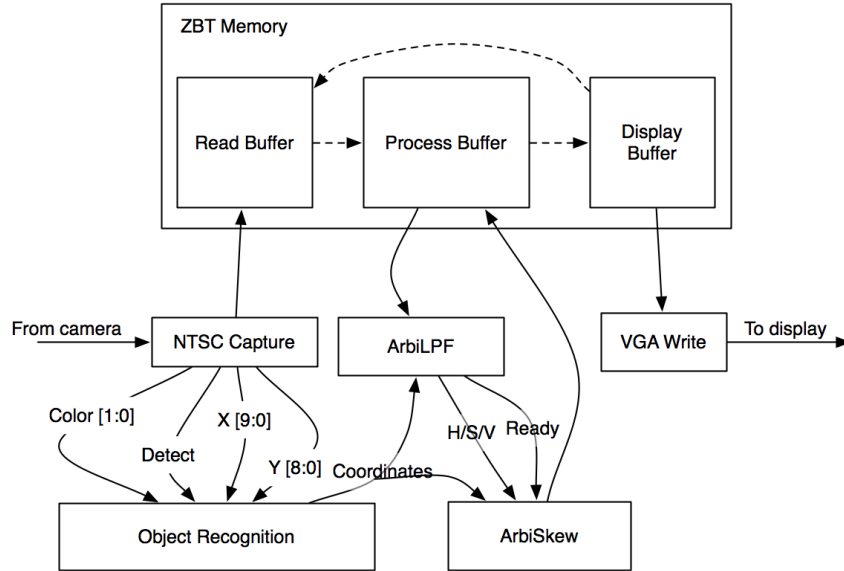 ZBT Memory
Read Buffer
Process Buffer
Display
Buffer
From camera
NTSC Capture
ArbiLPF
VGA Write
To display
Color [1:0]
X [9:0]
Detect
Y [8:0]
H/S/V
Ready
Coordinates
Object Recognition
ArbiSkew